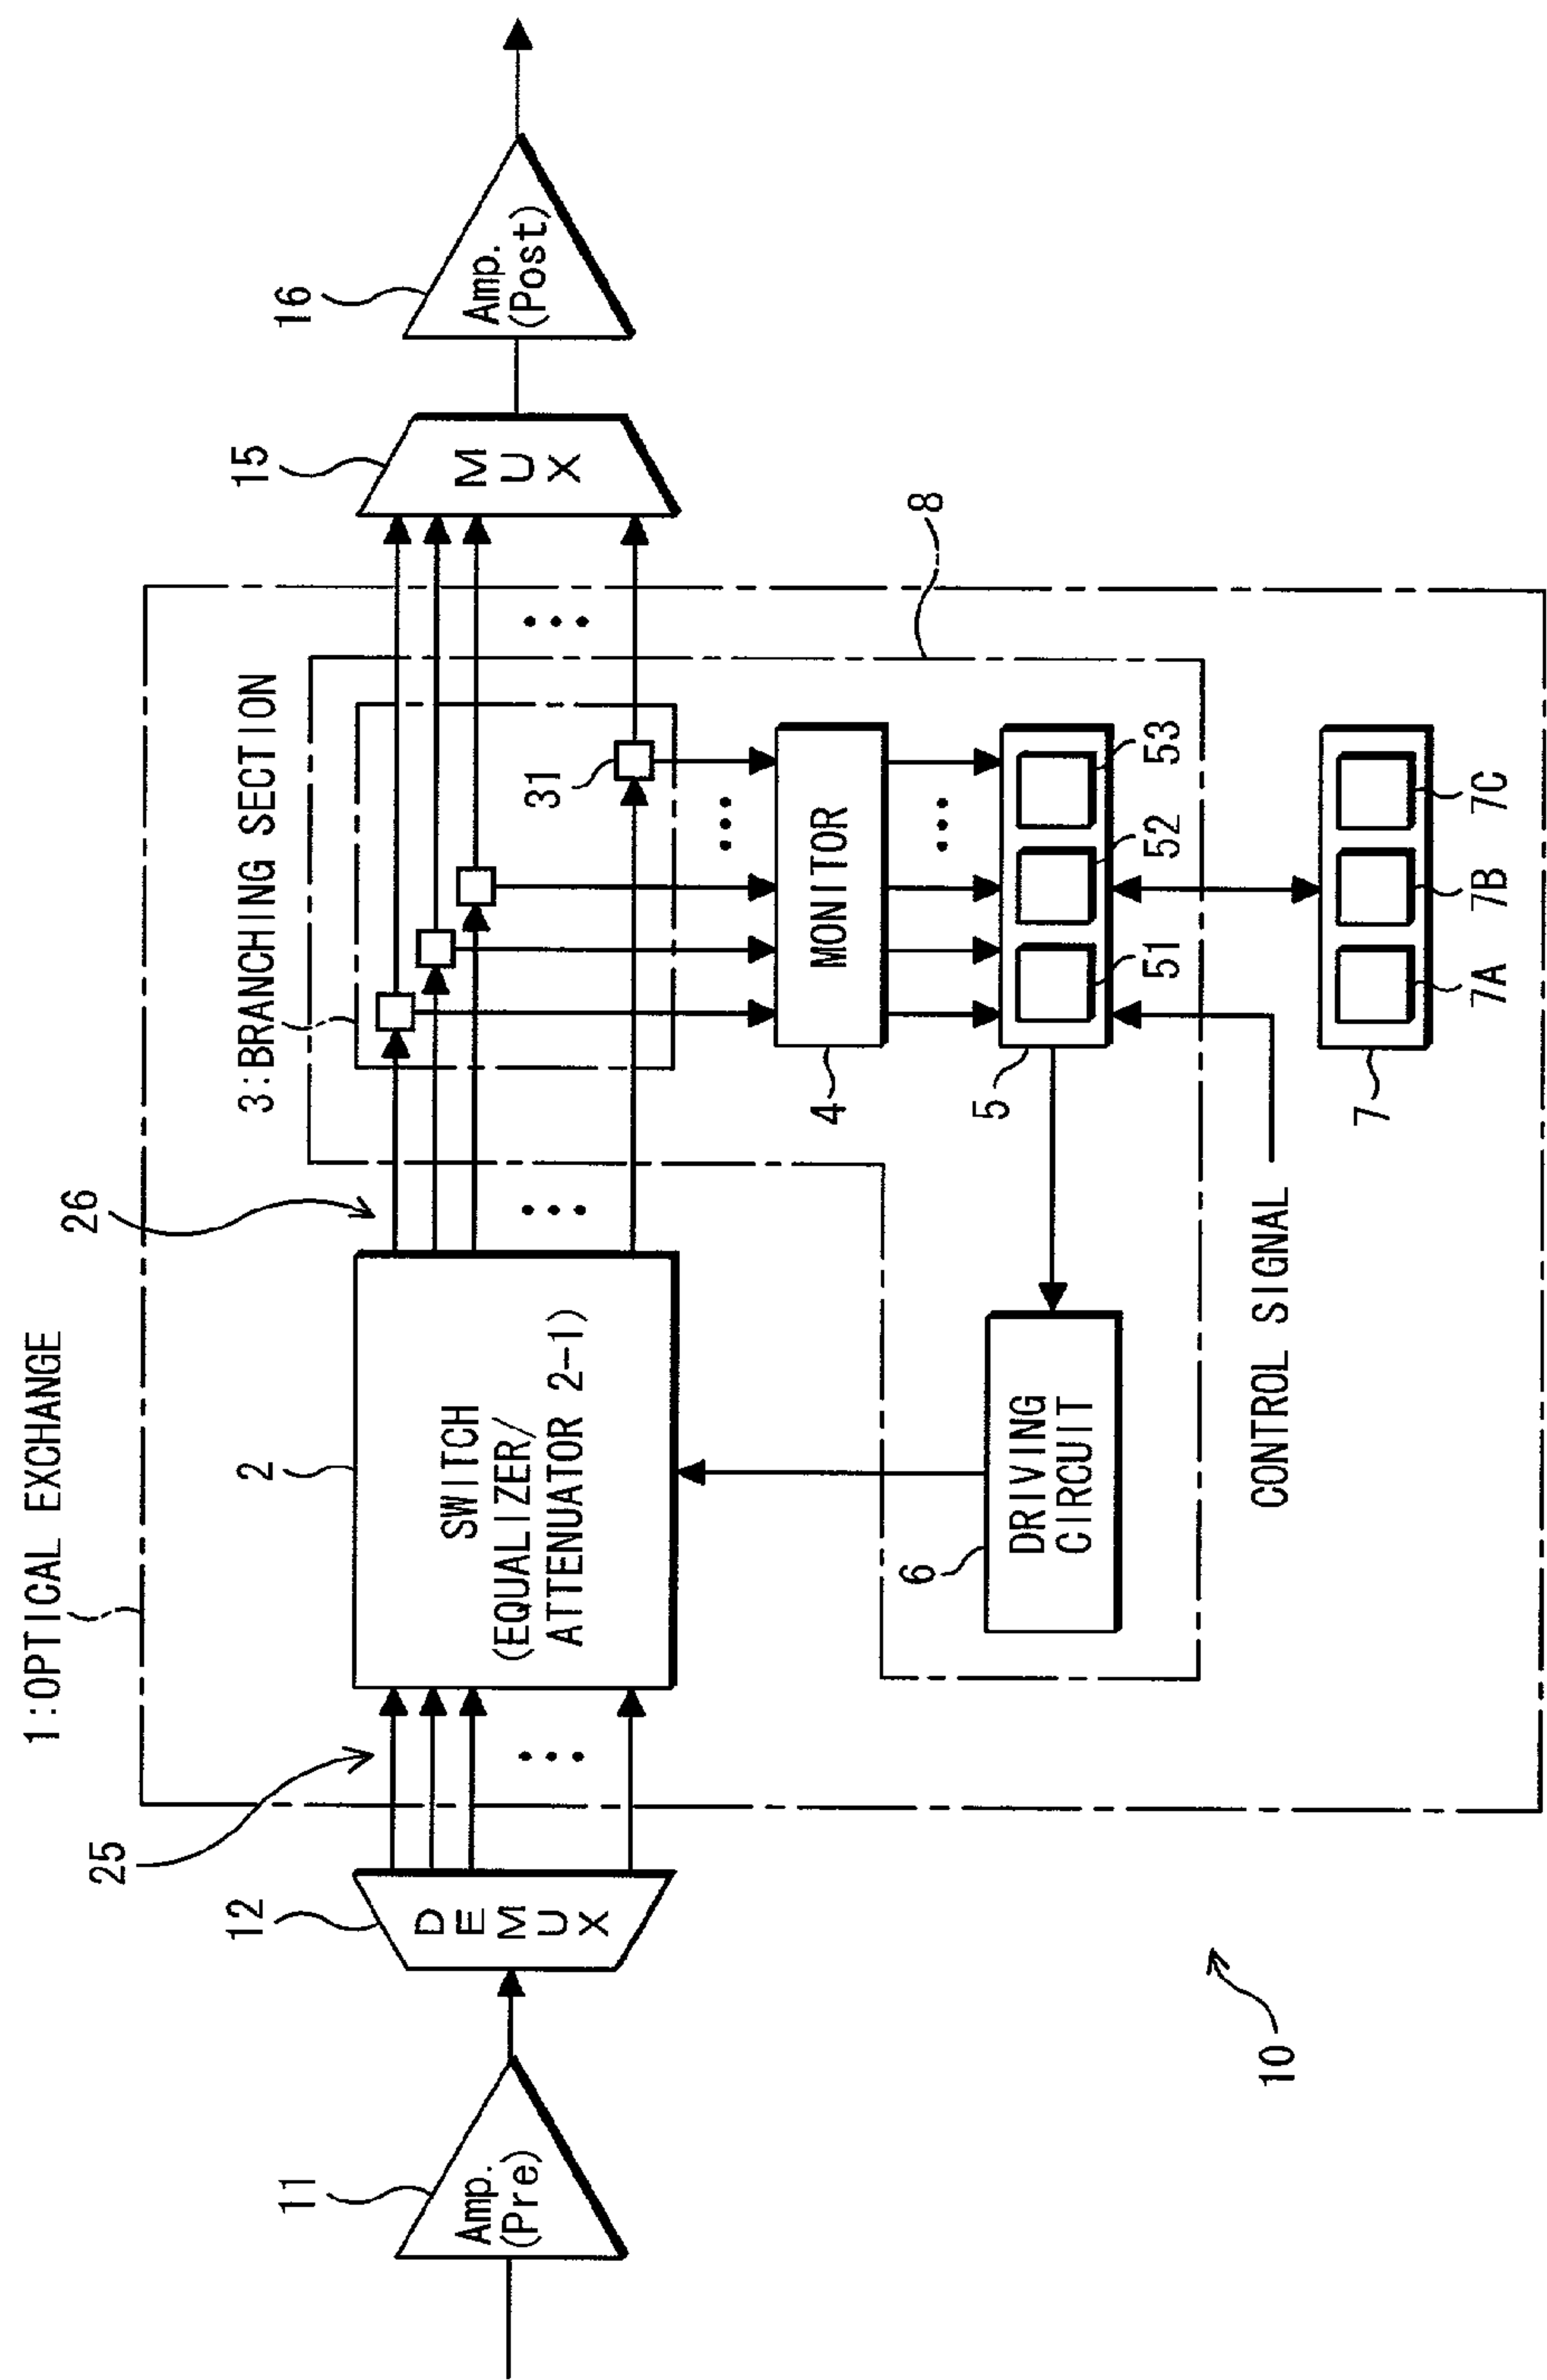 1:OPTICAL EXCHANGE
25
26
3:BRANCHING SECTION
11
12
2
15
16
Amp.
(Pre)
DEMUX
SWITCH
(EQUALIZER/
ATTENUATOR 2-1)
31
MUX
Amp.
(Post)
MONITOR
4
8
6
DRIVING
CIRCUIT
5
51
52
53
CONTROL SIGNAL
10
7
7A
7B
7C